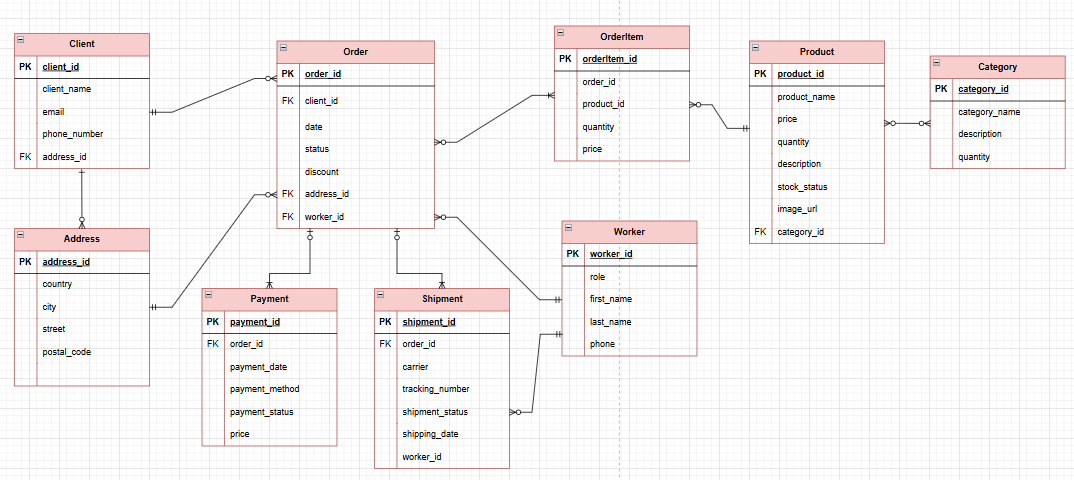 Client
PK client_id
client_name
email
phone_number
FK address_id
Address
PK address_id
country
city
street
postal_code
Order
PK order_id
FK client_id
date
status
discount
FK address_id
FK worker_id
Payment
PK payment_id
FK order_id
payment_date
payment_method
payment_status
price
Shipment
PK shipment_id
FK order_id
carrier
tracking_number
shipment_status
shipping_date
worker_id
OrderItem
PK orderItem_id
order_id
product_id
quantity
price
Worker
PK worker_id
role
first_name
last_name
phone
Product
PK product_id
product_name
price
quantity
description
stock_status
image_url
FK category_id
Category
PK category_id
category_name
description
quantity